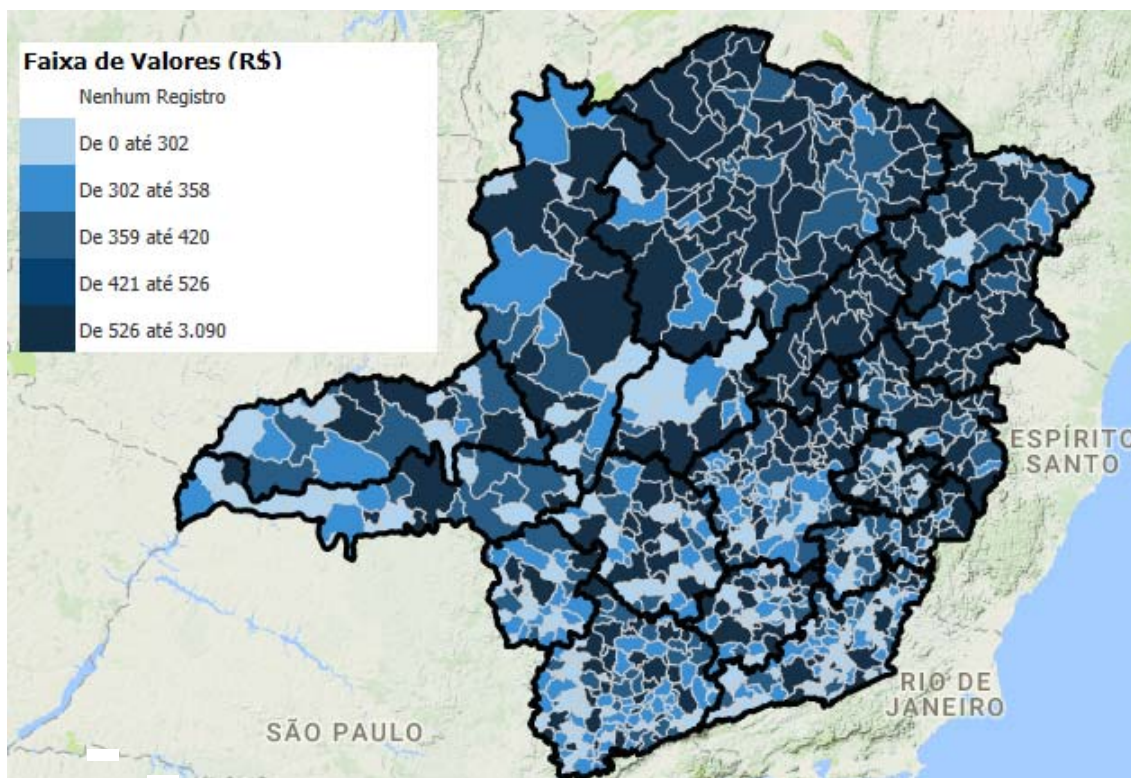 Faixa de Valores (R$)
Nenhum Registro
De 0 até 302
De 302 até 358
De 359 até 420
De 421 até 526
De 526 até 3.090
ESPÍRITO
SANTO
RIO DE
JANEIRO
SÃO PAULO